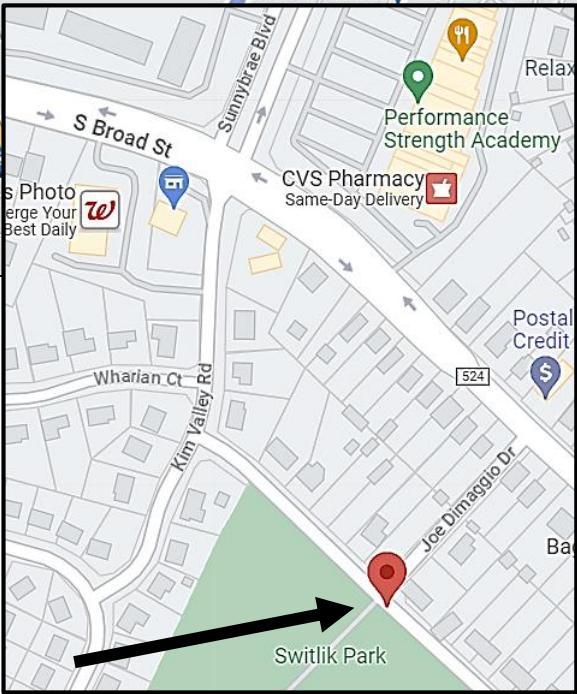 Sunnybrae Blvd
S Broad St
Relax
Performance
Strength Academy
s Photo
erge Your
Best Daily
W
CVS Pharmacy
Same-Day Delivery
Postal
Credit
$
524
Wharian Ct
Kim Valley Rd
Joe Dimaggio Dr
Ba
Switlik Park